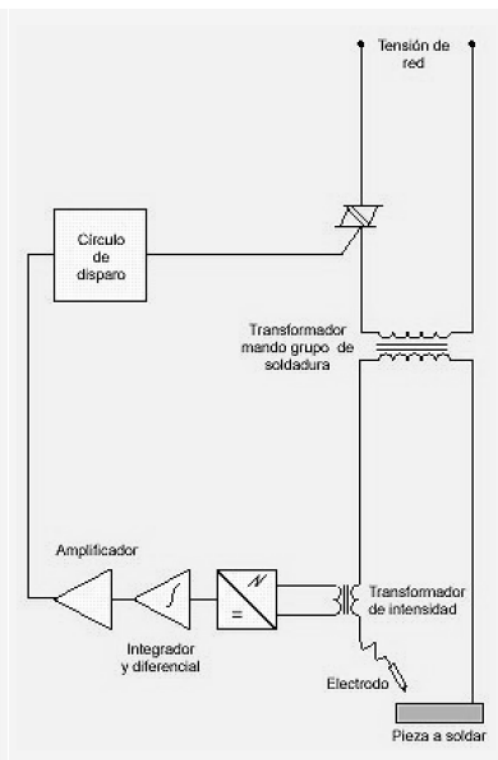 Tensión de
red
Círculo
de
disparo
Transformador
mando grupo de
soldadura
Amplificador
Integrador
y diferencial
=
Transformador
de intensidad
Electrodo
Pieza a soldar